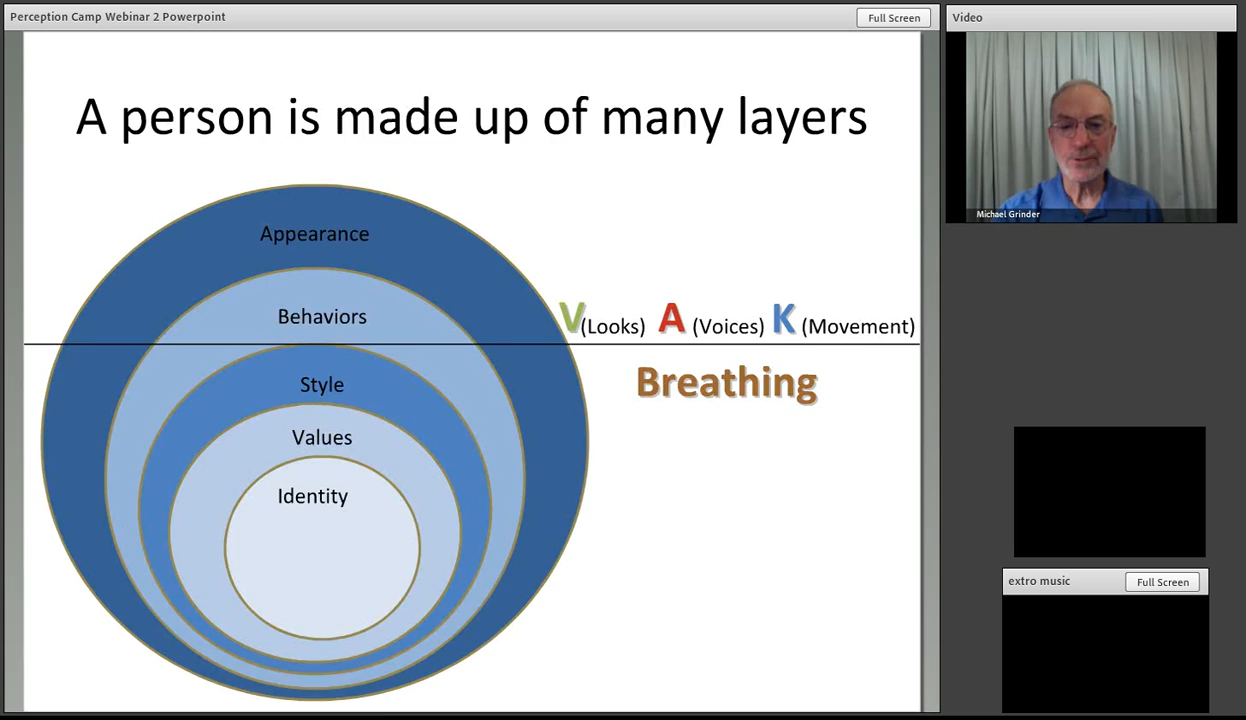 Perception Camp Webinar 2 Powerpoint
Full Screen
Video
A person is made up of many layers
Appearance
Behaviors
V(Looks) A (Voices) K (Movement)
Style
Breathing
Values
Identity
Michael Grinder
extro music
Full Screen